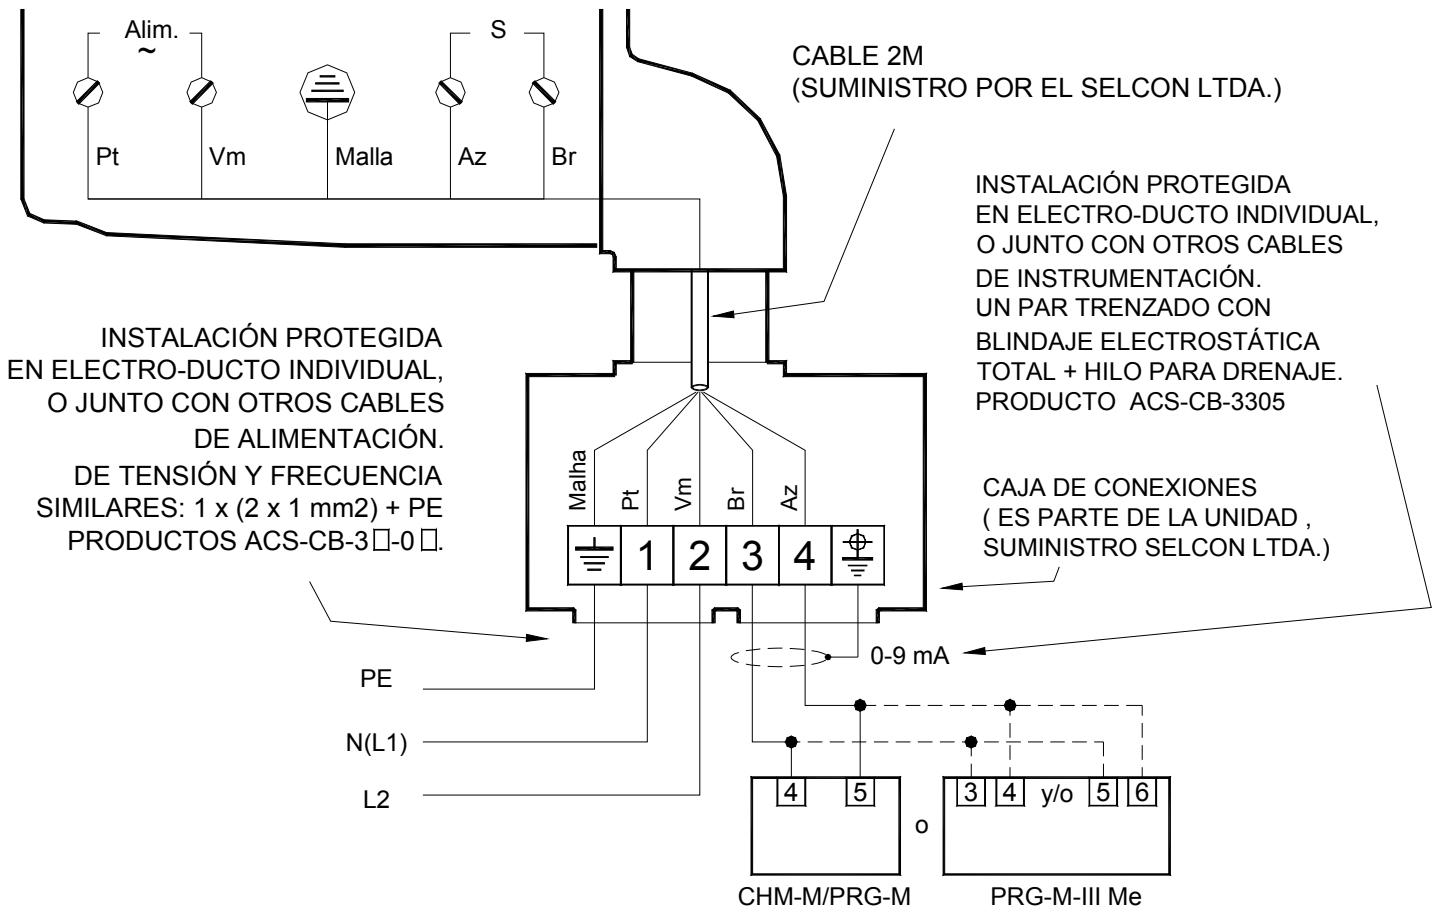 Alim.
~
S
Pt
Vm
Malla
Az
Br
CABLE 2M
(SUMINISTRO POR EL SELCON LTDA.)
INSTALACIÓN PROTEGIDA
EN ELECTRO-DUCTO INDIVIDUAL,
O JUNTO CON OTROS CABLES
DE INSTRUMENTACIÓN.
UN PAR TRENZADO CON
BLINDAJE ELECTROSTÁTICA
TOTAL + HILO PARA DRENAJE.
PRODUCTO ACS-CB-3305
INSTALACIÓN PROTEGIDA
EN ELECTRO-DUCTO INDIVIDUAL,
O JUNTO CON OTROS CABLES
DE ALIMENTACIÓN.
DE TENSIÓN Y FRECUENCIA
SIMILARES: 1 x (2 x 1 mm2) + PE
PRODUCTOS ACS-CB-3□-0□.
CAJA DE CONEXIONES
( ES PARTE DE LA UNIDAD ,
SUMINISTRO SELCON LTDA.)
Malha
Pt
Vm
Br
Az
1 2 3 4
0-9 mA
PE
N(L1)
L2
4 5
o
3 4 y/o 5 6
CHM-M/PRG-M
PRG-M-III Me